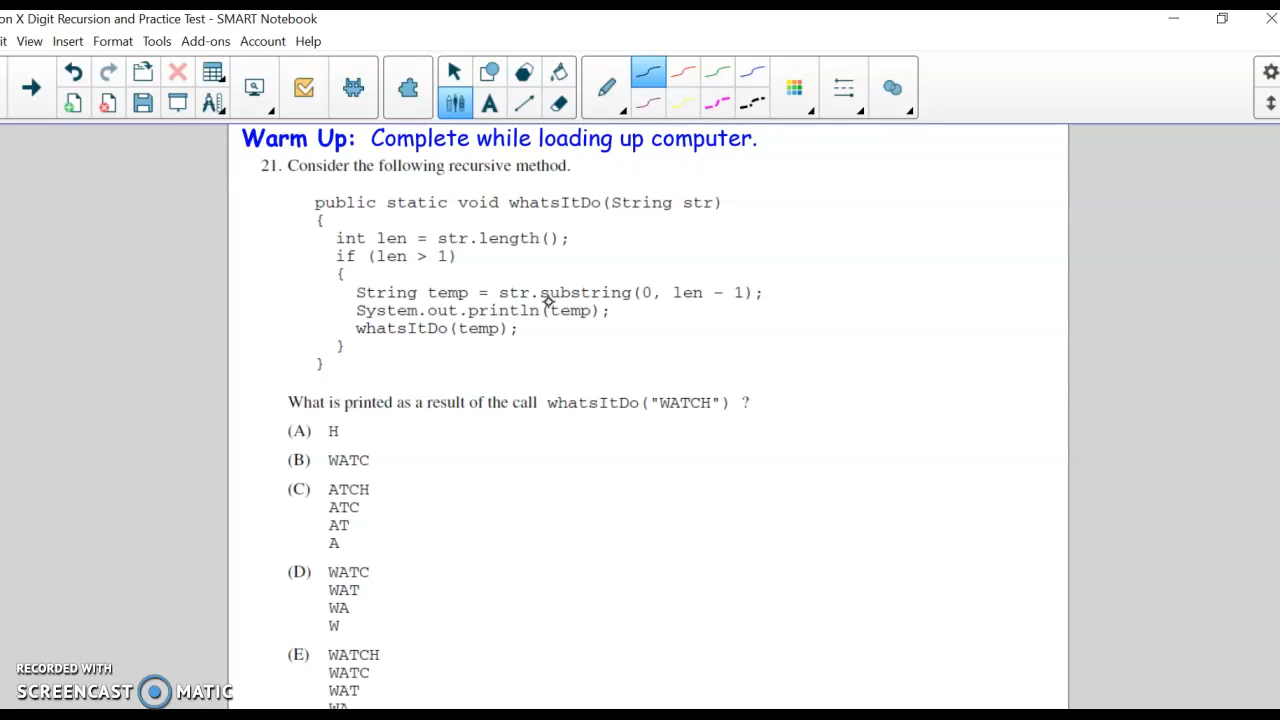 on X Digit Recursion and Practice Test - SMART Notebook
it View Insert Format Tools Add-ons Account Help
Warm Up: Complete while loading up computer.
21. Consider the following recursive method.
public static void whatsItDo(String str)
{
int len = str.length();
if (len > 1)
{
String temp = str.substring(0, len - 1);
System.out.println(temp);
whatsItDo(temp);
}
}
What is printed as a result of the call whatsItDo("WATCH") ?
(A) H
(B) WATC
(C) ATCH
ATC
AT
A
(D) WATC
WAT
WA
W
(E) WATCH
WATC
WAT
WA
RECORDED WITH
SCREENCAST MATIC